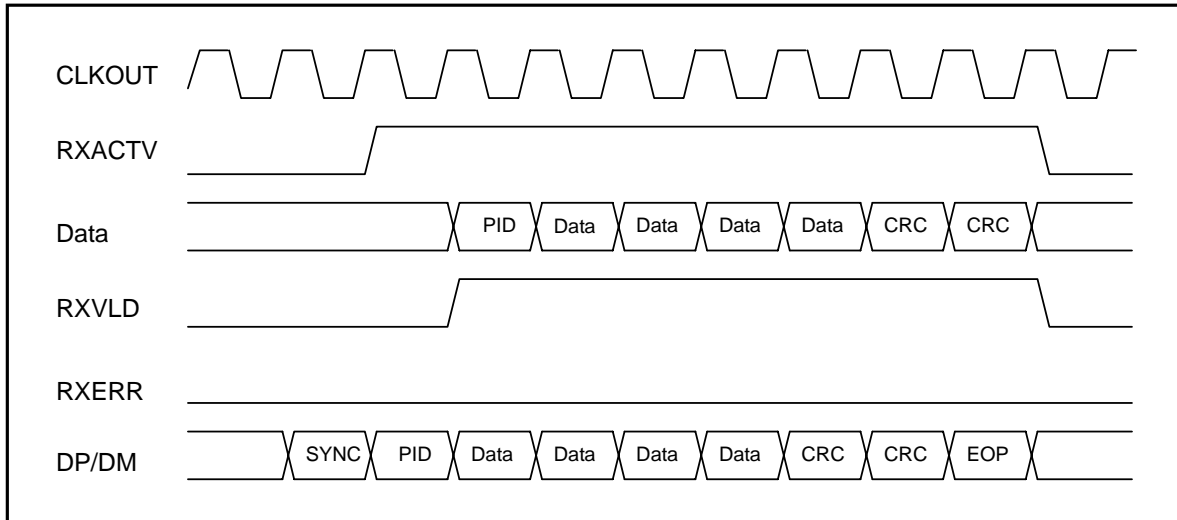 CLKOUT
RXACTV
Data PID Data Data Data Data CRC CRC
RXVLD
RXERR
DP/DM SYNC PID Data Data Data Data CRC CRC EOP